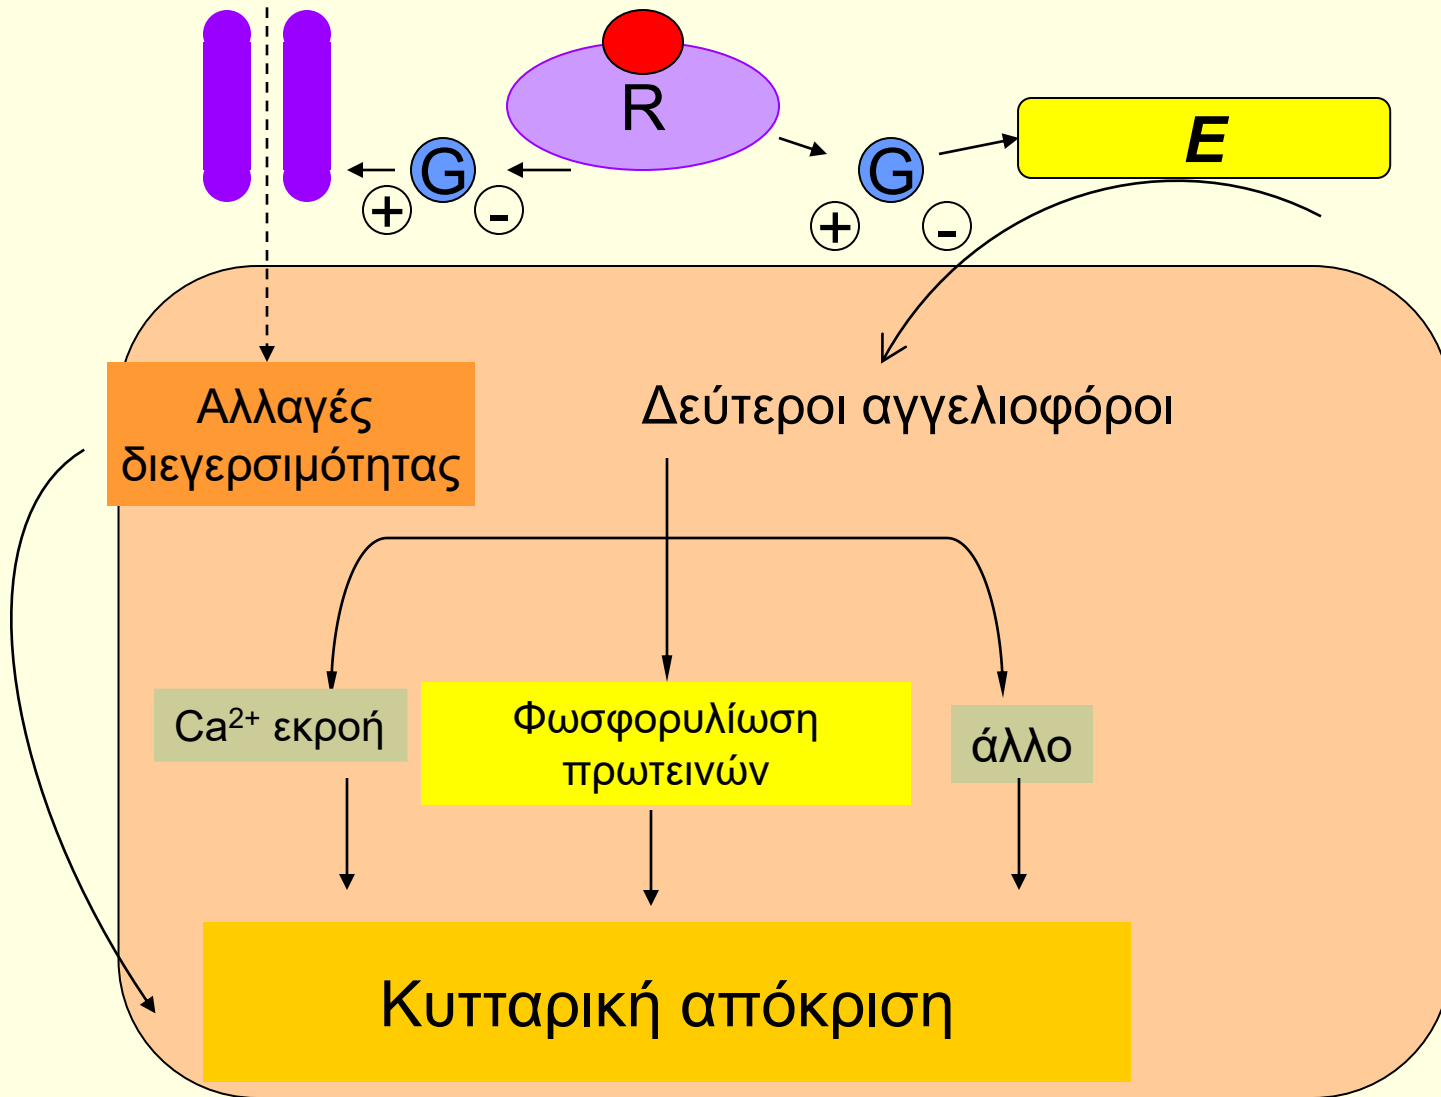 R
E
G
G
+
-
+
-
Αλλαγές
διεγερσιμότητας
Δεύτεροι αγγελιοφόροι
Ca²⁺ εκροή
Φωσφορυλίωση
πρωτεινών
άλλο
Κυτταρική απόκριση